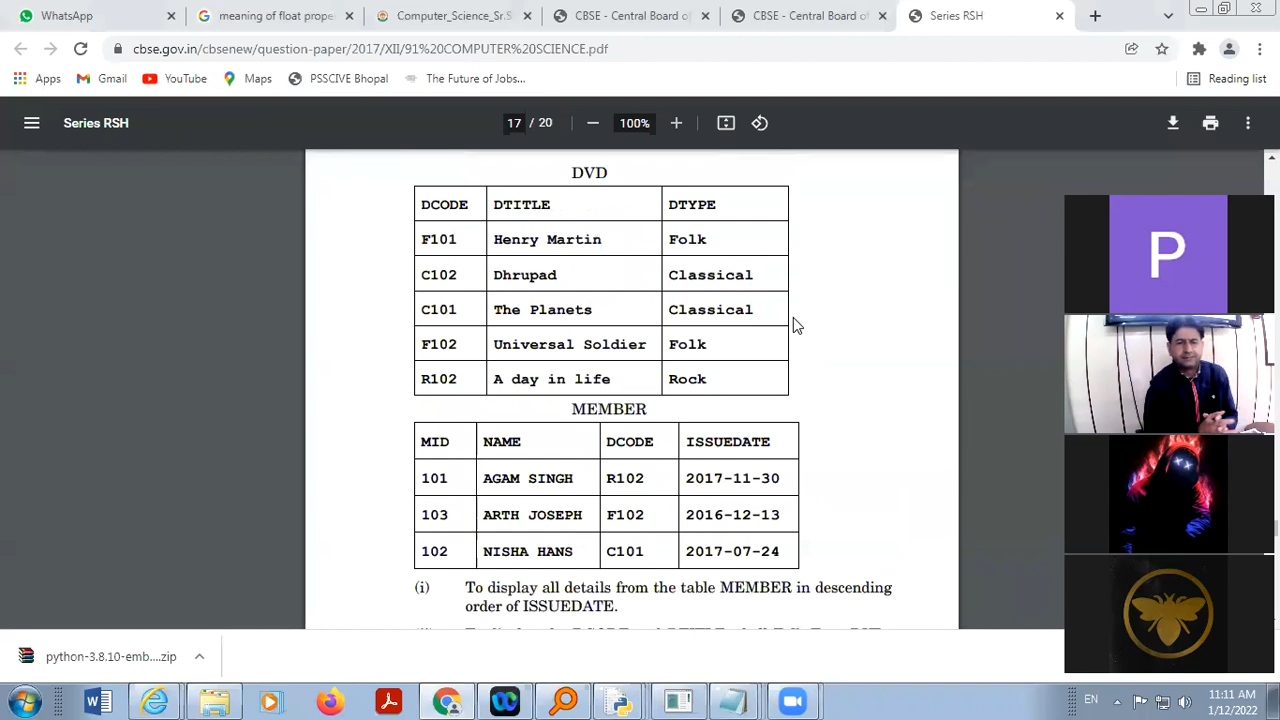 WhatsApp
meaning of float prope
Computer_Science_Sr.S
CBSE - Central Board of
CBSE - Central Board of
Series RSH
cbse.gov.in/cbsenew/question-paper/2017/XII/91%20COMPUTER%20SCIENCE.pdf
Apps
Gmail
YouTube
Maps
PSSCIVE Bhopal
The Future of Jobs...
Reading list
Series RSH
17 / 20
100%
DVD
DCODE DTITLE DTYPE
F101 Henry Martin Folk
C102 Dhrupad Classical
C101 The Planets Classical
F102 Universal Soldier Folk
R102 A day in life Rock
MEMBER
MID NAME DCODE ISSUEDATE
101 AGAM SINGH R102 2017-11-30
103 ARTH JOSEPH F102 2016-12-13
102 NISHA HANS C101 2017-07-24
(i) To display all details from the table MEMBER in descending
order of ISSUEDATE.
P
python-3.8.10-emb....zip
EN
11:11 AM
1/12/2022